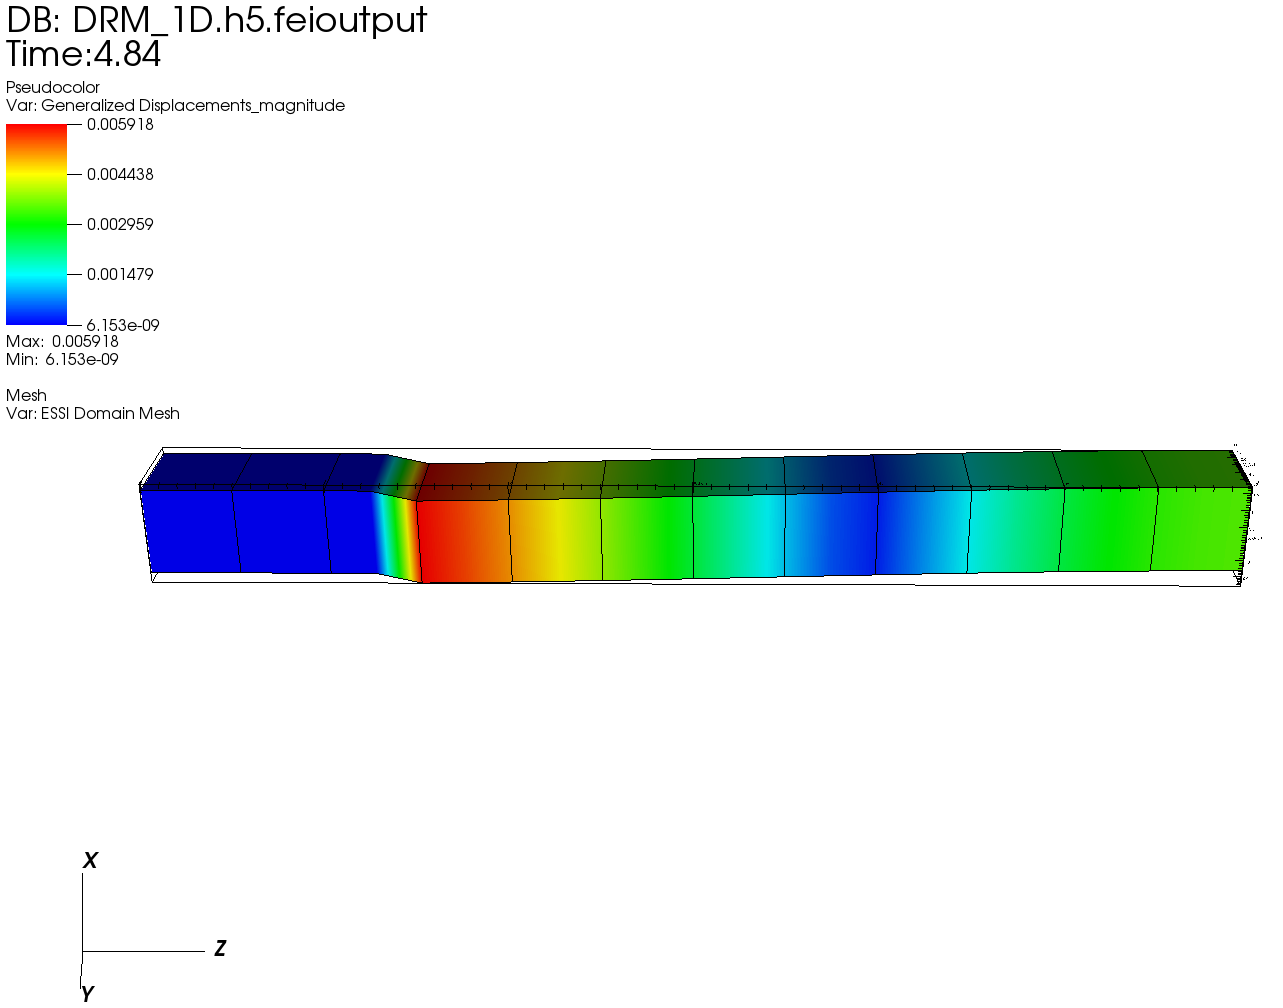 DB: DRM_1D.h5.feioutput
Time:4.84
Pseudocolor
Var: Generalized Displacements_magnitude
0.005918
0.004438
0.002959
0.001479
6.153e-09
Max: 0.005918
Min: 6.153e-09
Mesh
Var: ESSI Domain Mesh
X
Z
Y